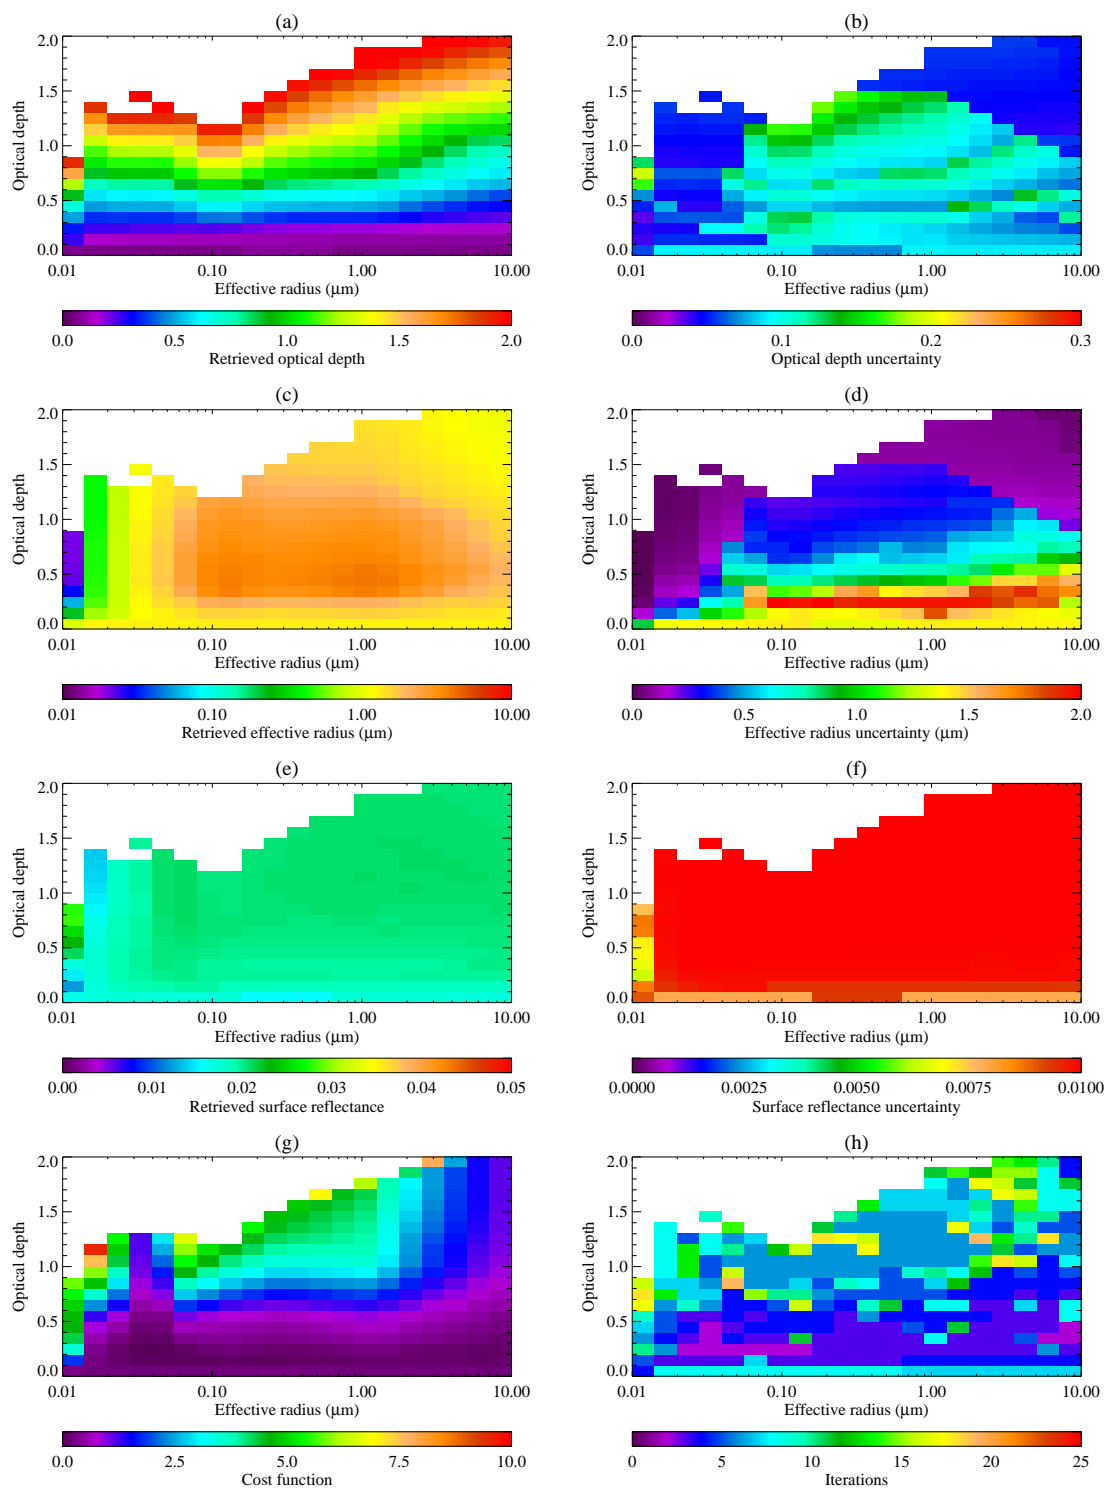 (a) (b)
2.0 2.0
1.5 1.5
1.0 1.0
0.5 0.5
0.0 0.0
Optical depth Optical depth
0.01 0.10 1.00 10.00 0.01 0.10 1.00 10.00
Effective radius (μm) Effective radius (μm)
0.0 0.5 1.0 1.5 2.0 0.0 0.1 0.2 0.3
Retrieved optical depth Optical depth uncertainty
(c) (d)
2.0 2.0
1.5 1.5
1.0 1.0
0.5 0.5
0.0 0.0
Optical depth Optical depth
0.01 0.10 1.00 10.00 0.01 0.10 1.00 10.00
Effective radius (μm) Effective radius (μm)
0.01 0.10 1.00 10.00 0.0 0.5 1.0 1.5 2.0
Retrieved effective radius (μm) Effective radius uncertainty (μm)
(e) (f)
2.0 2.0
1.5 1.5
1.0 1.0
0.5 0.5
0.0 0.0
Optical depth Optical depth
0.01 0.10 1.00 10.00 0.01 0.10 1.00 10.00
Effective radius (μm) Effective radius (μm)
0.00 0.01 0.02 0.03 0.04 0.05 0.0000 0.0025 0.0050 0.0075 0.0100
Retrieved surface reflectance Surface reflectance uncertainty
(g) (h)
2.0 2.0
1.5 1.5
1.0 1.0
0.5 0.5
0.0 0.0
Optical depth Optical depth
0.01 0.10 1.00 10.00 0.01 0.10 1.00 10.00
Effective radius (μm) Effective radius (μm)
0.0 2.5 5.0 7.5 10.0 0 5 10 15 20 25
Cost function Iterations